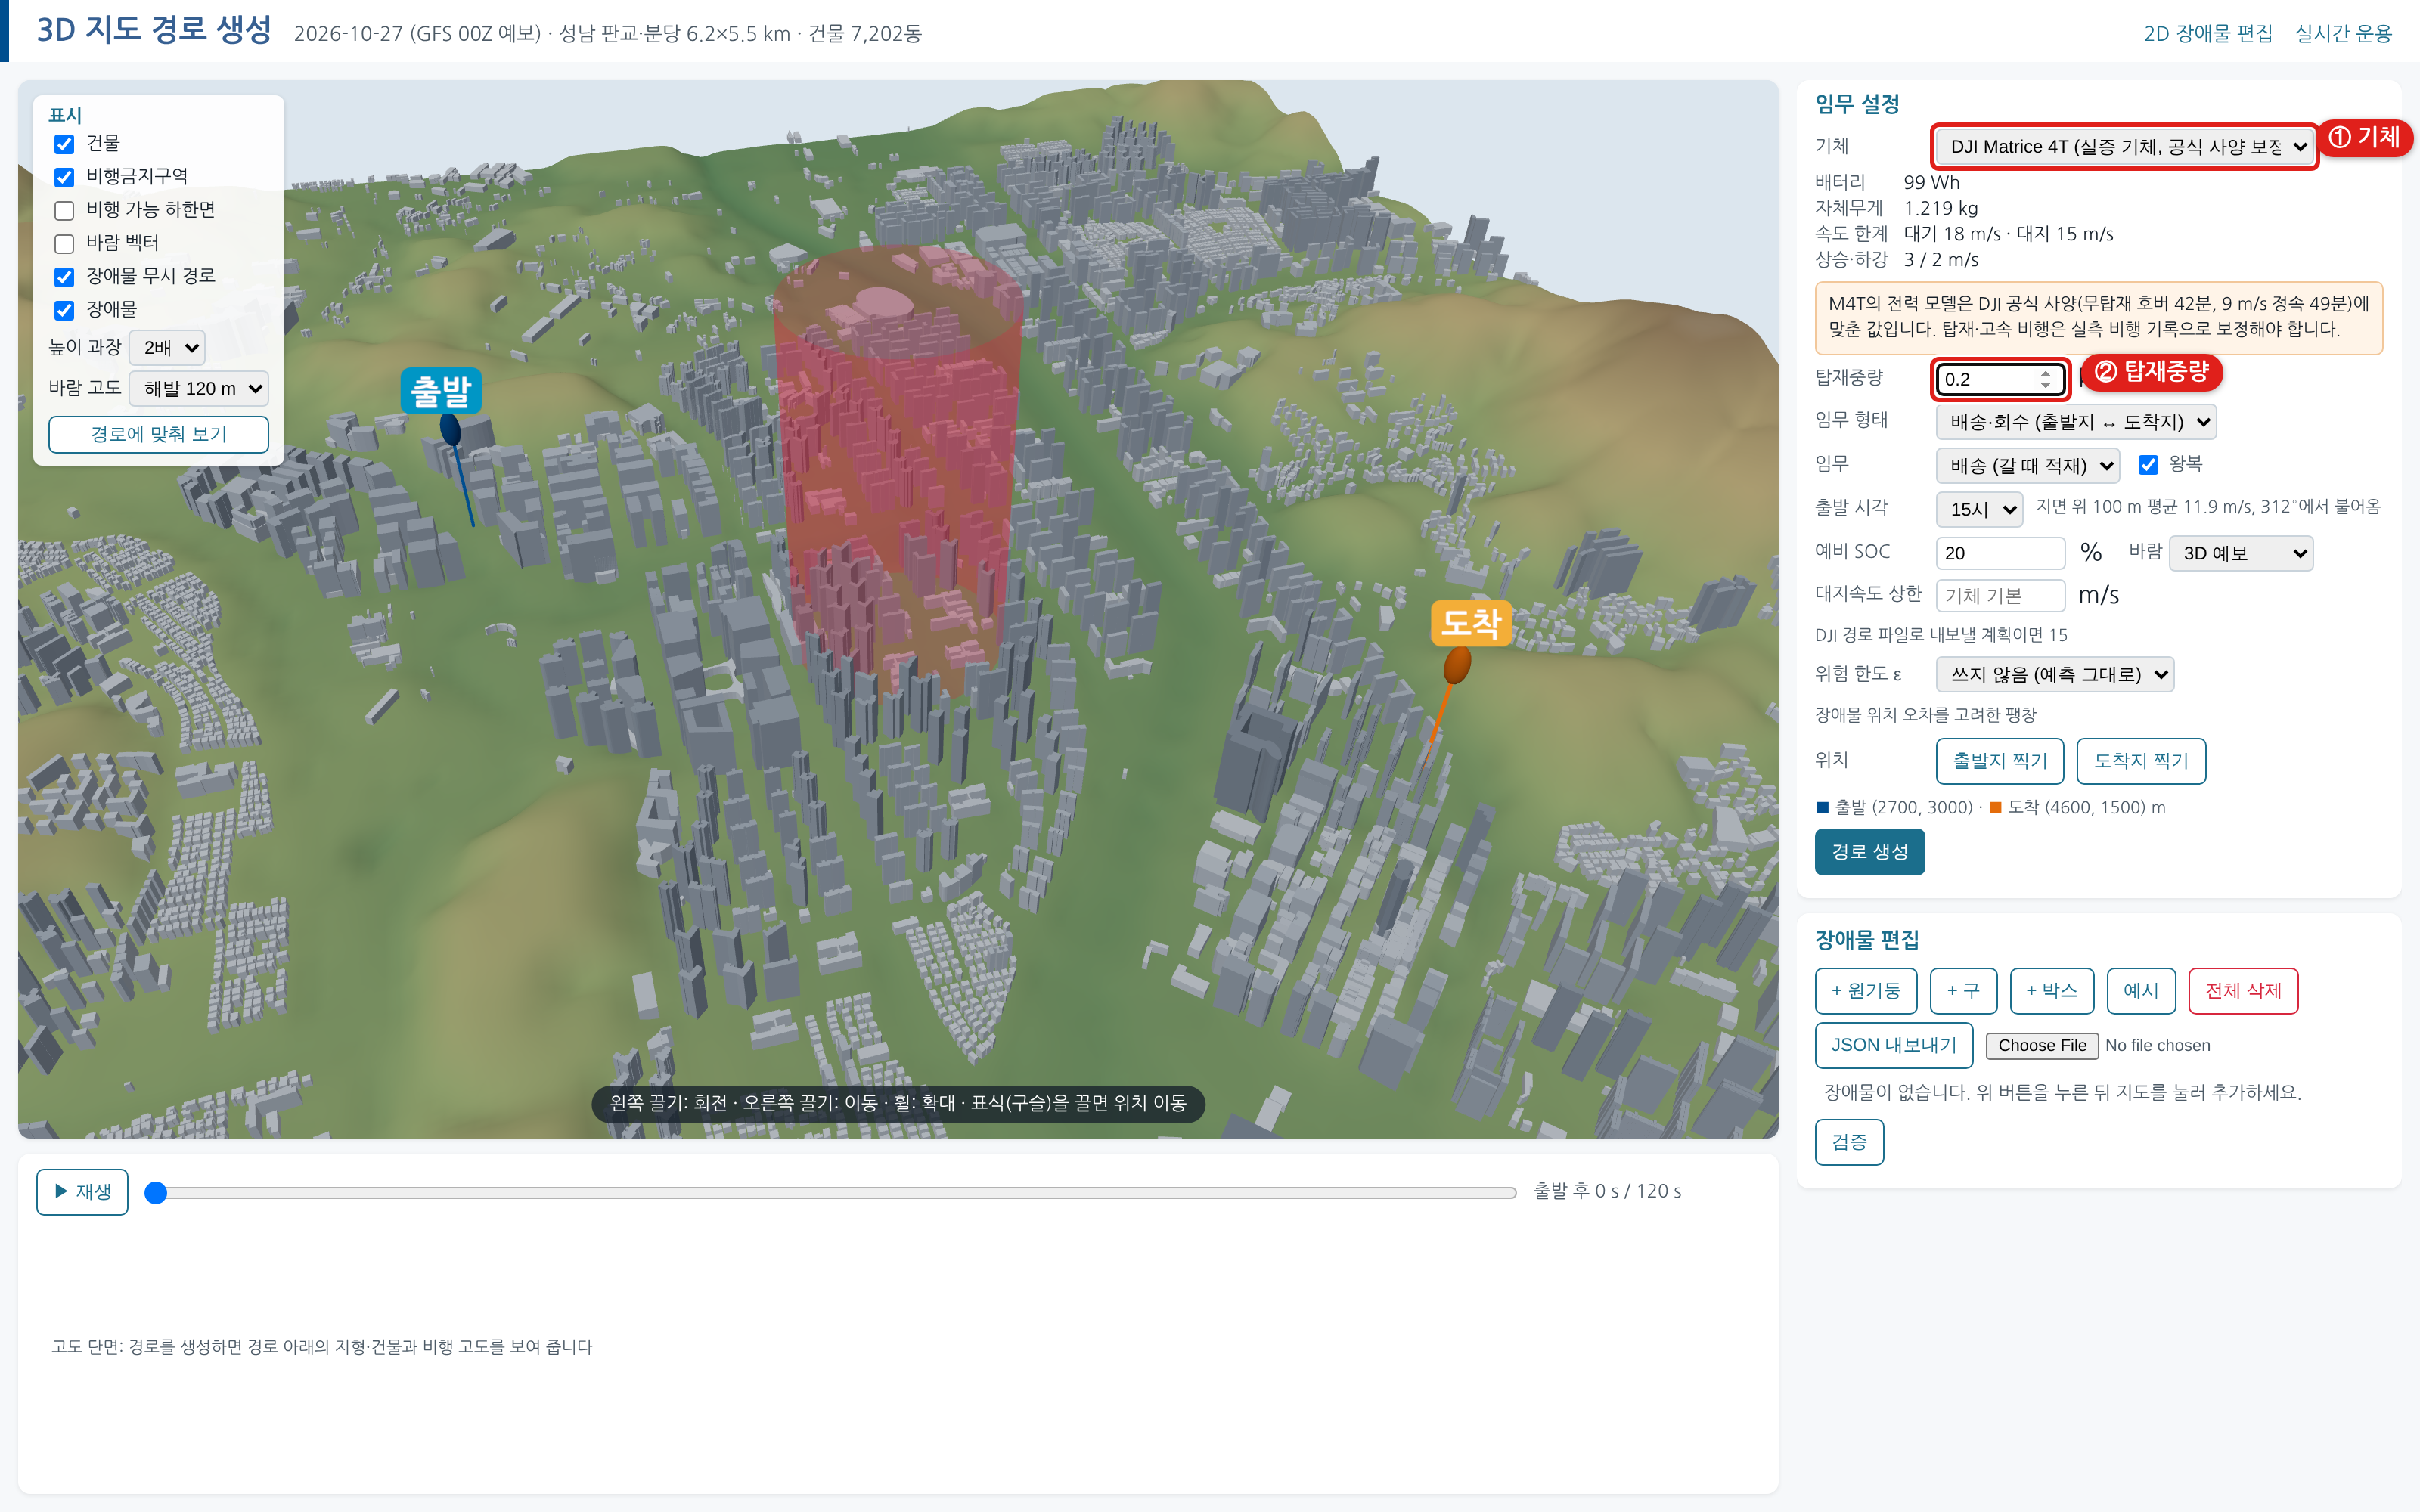 3D 지도 경로 생성 2026-10-27 (GFS 00Z 예보) · 성남 판교·분당 6.2×5.5 km · 건물 7,202동
2D 장애물 편집 실시간 운용
표시
건물
비행금지구역
비행 가능 하한면
바람 벡터
장애물 무시 경로
장애물
높이 과장 2배
바람 고도 해발 120 m
경로에 맞춰 보기
출발
도착
왼쪽 끌기: 회전 · 오른쪽 끌기: 이동 · 휠: 확대 · 표식(구슬)을 끌면 위치 이동
▶ 재생 출발 후 0 s / 120 s
고도 단면: 경로를 생성하면 경로 아래의 지형·건물과 비행 고도를 보여 줍니다
임무 설정
기체 DJI Matrice 4T (실증 기체, 공식 사양 보정 ① 기체
배터리 99 Wh
자체무게 1.219 kg
속도 한계 대기 18 m/s · 대지 15 m/s
상승·하강 3 / 2 m/s
M4T의 전력 모델은 DJI 공식 사양(무탑재 호버 42분, 9 m/s 정속 49분)에
맞춘 값입니다. 탑재·고속 비행은 실측 비행 기록으로 보정해야 합니다.
탑재중량 0.2 ② 탑재중량
임무 형태 배송·회수 (출발지 ↔ 도착지)
임무 배송 (갈 때 적재) 왕복
출발 시각 15시 지면 위 100 m 평균 11.9 m/s, 312°에서 불어옴
예비 SOC 20 % 바람 3D 예보
대지속도 상한 기체 기본 m/s
DJI 경로 파일로 내보낼 계획이면 15
위험 한도 ε 쓰지 않음 (예측 그대로)
장애물 위치 오차를 고려한 팽창
위치 출발지 찍기 도착지 찍기
■ 출발 (2700, 3000) · ■ 도착 (4600, 1500) m
경로 생성
장애물 편집
+ 원기둥 + 구 + 박스 예시 전체 삭제
JSON 내보내기 Choose File No file chosen
장애물이 없습니다. 위 버튼을 누른 뒤 지도를 눌러 추가하세요.
검증